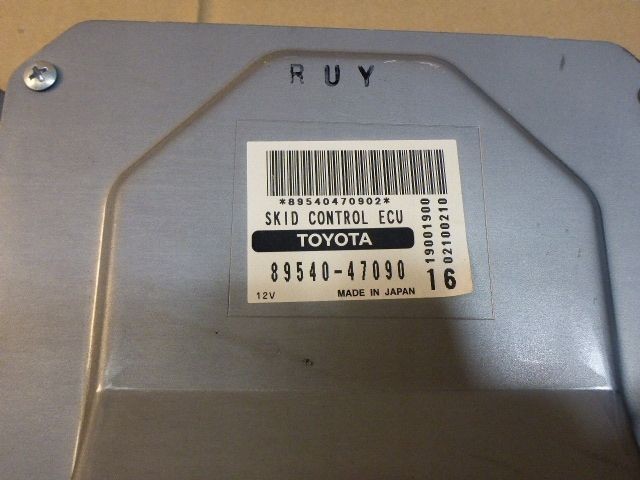 RUY
*89540470902*
SKID CONTROL ECU
TOYOTA
89540-47090
12V
MADE IN JAPAN
16
19001900
02100210